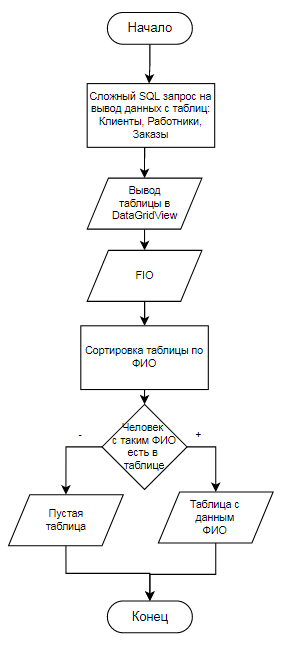 Начало
Сложный SQL запрос на
вывод данных с таблиц:
Клиенты, Работники,
Заказы
Вывод
таблицы в
DataGridView
FIO
Сортировка таблицы по
ФИО
Человек
с таким ФИО
есть в
таблице
-
+
Пустая
таблица
Таблица с
данным
ФИО
Конец